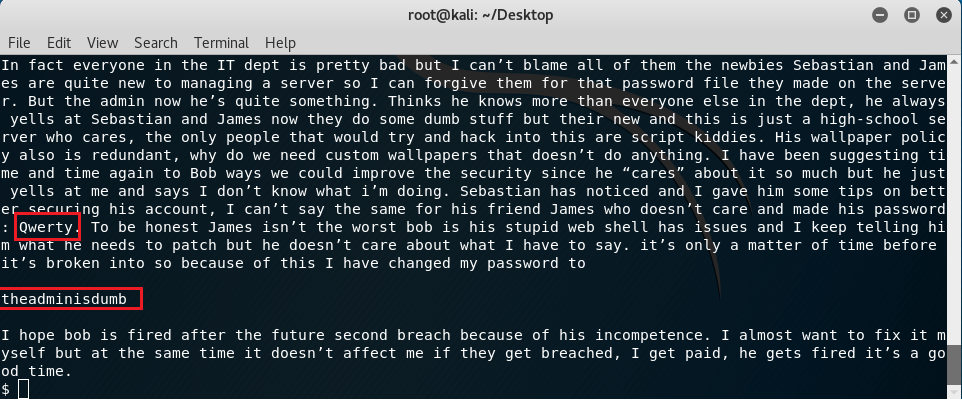 root@kali: ~/Desktop
File Edit View Search Terminal Help
In fact everyone in the IT dept is pretty bad but I can’t blame all of them the newbies Sebastian and Jam
es are quite new to managing a server so I can forgive them for that password file they made on the serve
r. But the admin now he’s quite something. Thinks he knows more than everyone else in the dept, he always
yells at Sebastian and James now they do some dumb stuff but their new and this is just a high-school se
rver who cares, the only people that would try and hack into this are script kiddies. His wallpaper polic
y also is redundant, why do we need custom wallpapers that doesn’t do anything. I have been suggesting ti
me and time again to Bob ways we could improve the security since he “cares” about it so much but he just
yells at me and says I don’t know what i’m doing. Sebastian has noticed and I gave him some tips on bett
er securing his account, I can’t say the same for his friend James who doesn’t care and made his password
: Qwerty. To be honest James isn’t the worst bob is his stupid web shell has issues and I keep telling hi
m what he needs to patch but he doesn’t care about what I have to say. it’s only a matter of time before
it’s broken into so because of this I have changed my password to
theadminisdumb
I hope bob is fired after the future second breach because of his incompetence. I almost want to fix it m
yself but at the same time it doesn’t affect me if they get breached, I get paid, he gets fired it’s a go
od time.
$